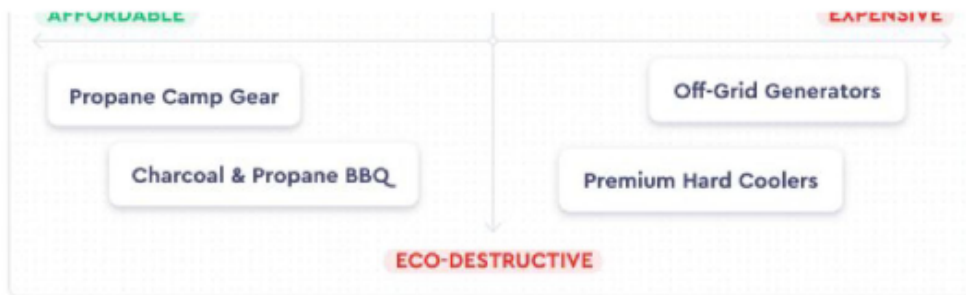 AFFORDABLE EXPENSIVE
Propane Camp Gear Off-Grid Generators
Charcoal & Propane BBQ Premium Hard Coolers
ECO-DESTRUCTIVE